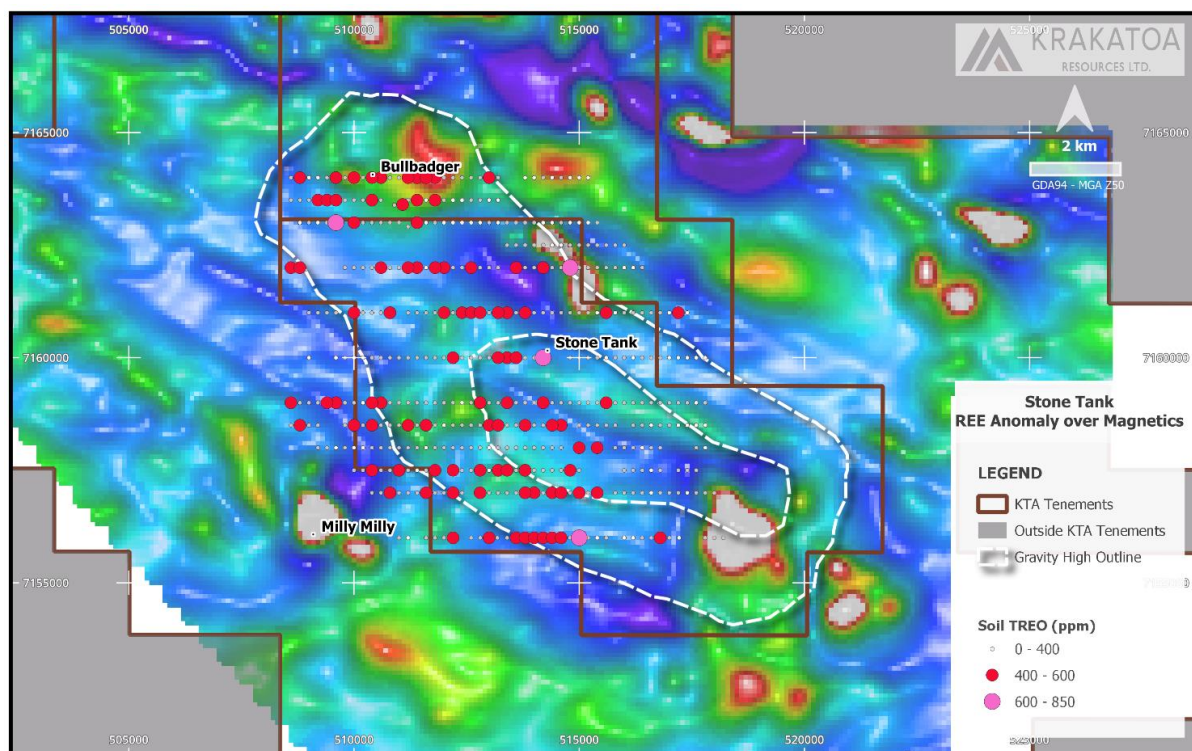 505000
510000
515000
520000
525000
KRAKATOA
RESOURCES LTD.
7165000
7165000
2 km
GDA94 - MGA Z50
Bullbadger
Stone Tank
7160000
7160000
Stone Tank
REE Anomaly over Magnetics
LEGEND
KTA Tenements
Outside KTA Tenements
Gravity High Outline
Milly Milly
7155000
Soil TREO (ppm)
0 - 400
400 - 600
600 - 850
505000
510000
515000
520000